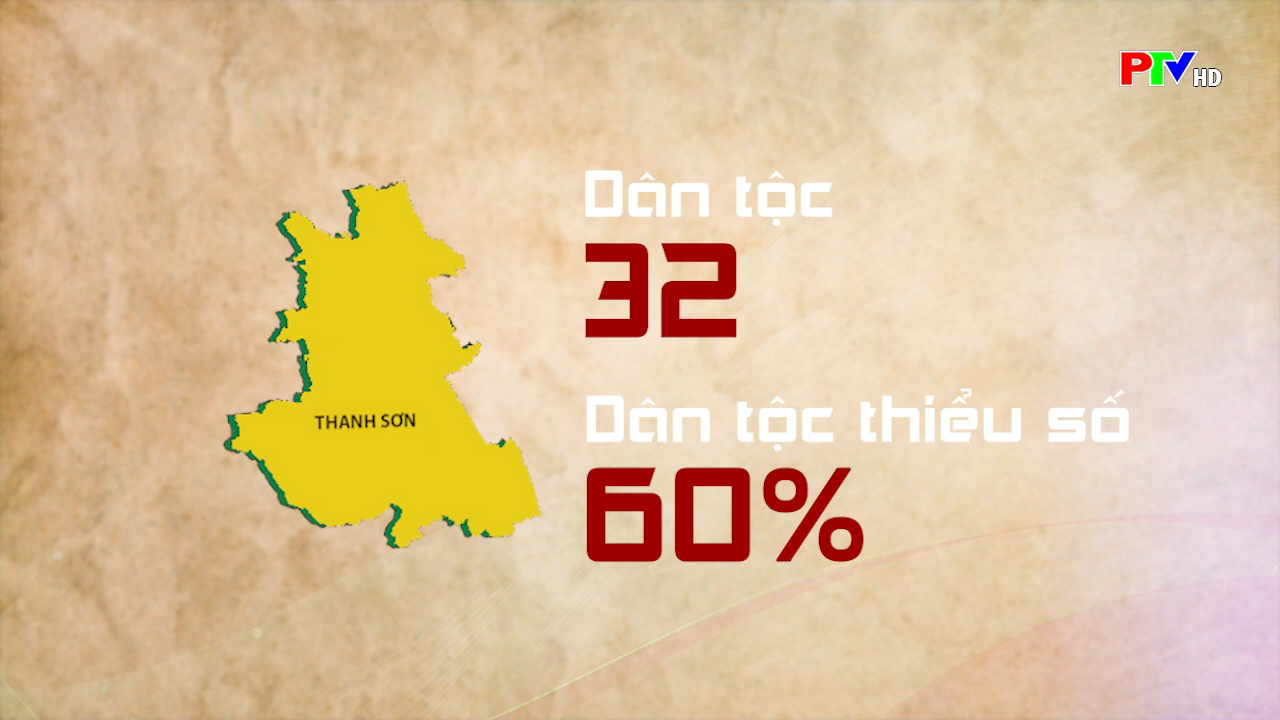 PTV HD
Dân tộc
32
THANH SƠN
Dân tộc thiểu số
60%